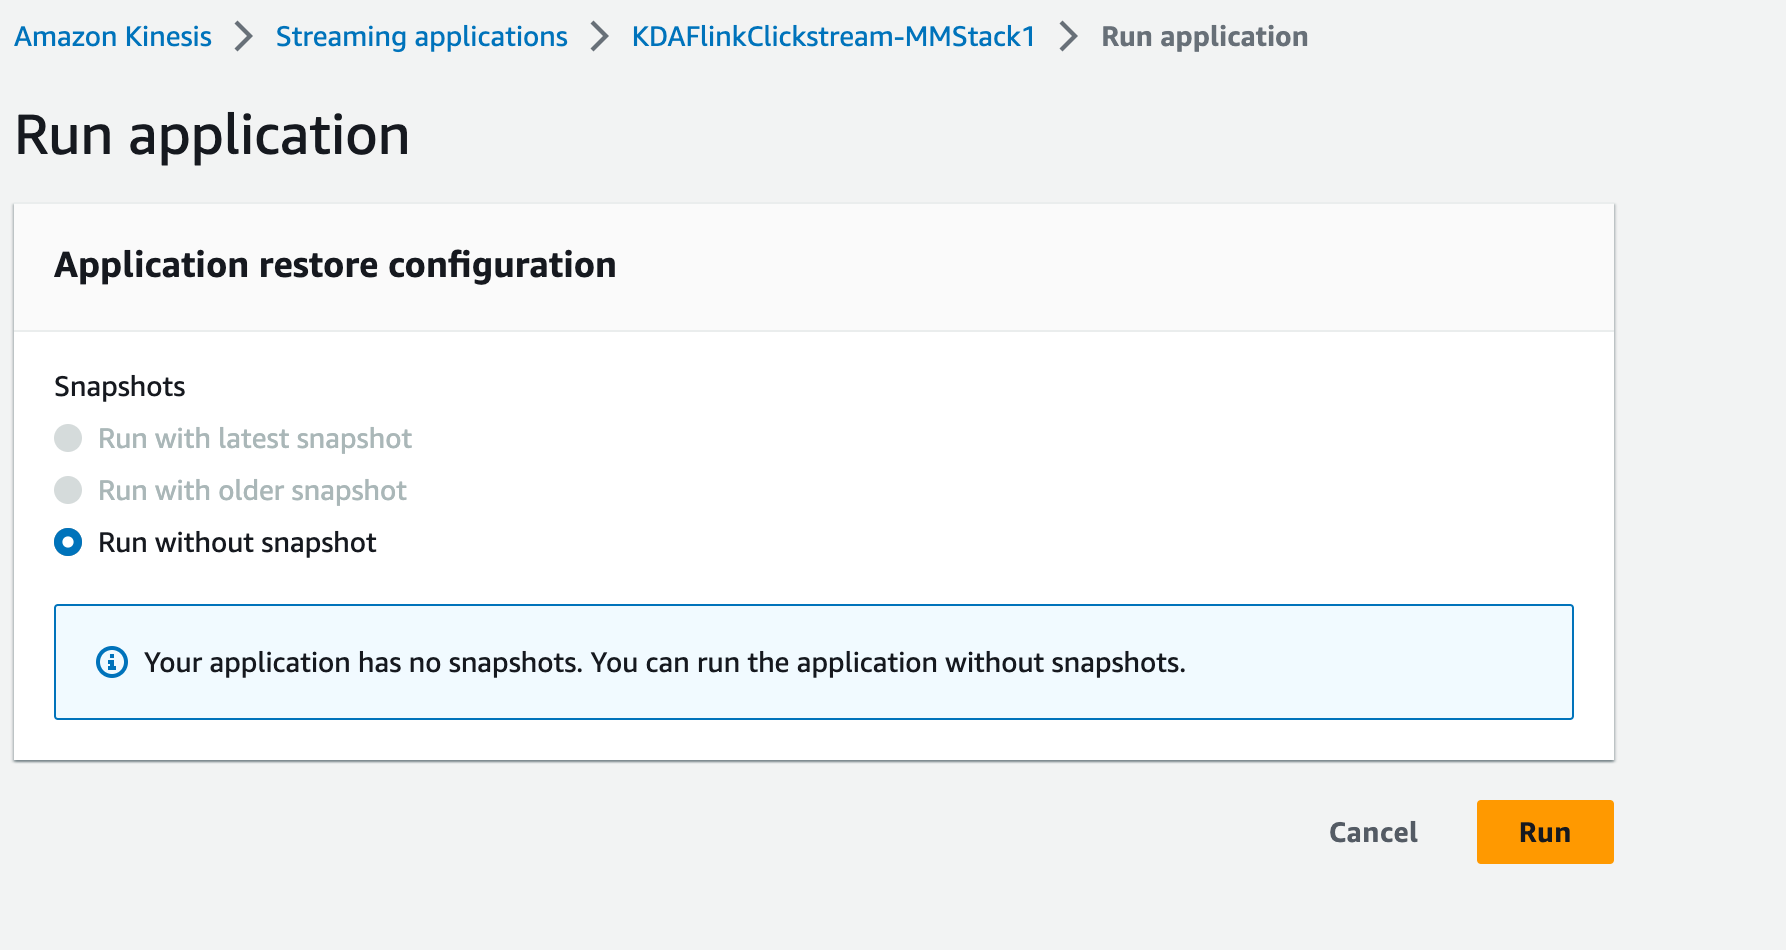 Amazon Kinesis > Streaming applications > KDAFlinkClickstream-MMStack1 > Run application
Run application
Application restore configuration
Snapshots
Run with latest snapshot
Run with older snapshot
Run without snapshot
Your application has no snapshots. You can run the application without snapshots.
Cancel Run